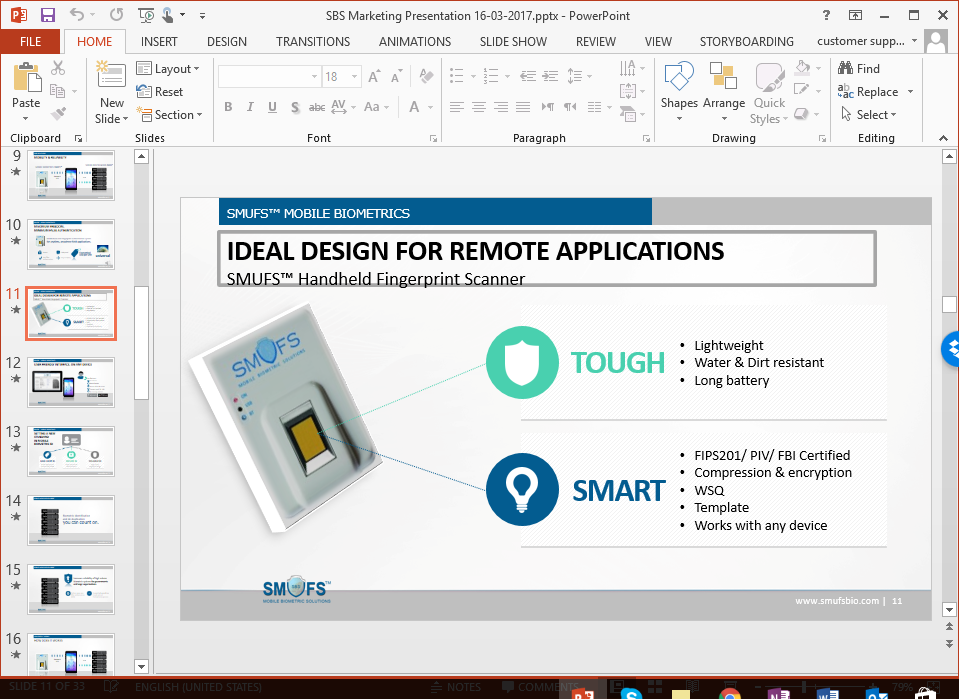 SBS Marketing Presentation 16-03-2017.pptx - PowerPoint
?
FILE
HOME
INSERT
DESIGN
TRANSITIONS
ANIMATIONS
SLIDE SHOW
REVIEW
VIEW
STORYBOARDING
customer supp...
Paste
Clipboard
New
Slide
Layout
Reset
Section
Slides
18
B I U S abc AV Aa A
Font
Paragraph
Shapes
Arrange
Quick
Styles
Drawing
Find
Replace
Select
Editing
9
10
11
12
13
14
15
16
SMUFS™ MOBILE BIOMETRICS
IDEAL DESIGN FOR REMOTE APPLICATIONS
SMUFS™ Handheld Fingerprint Scanner
SMUFS
MOBILE BIOMETRIC SOLUTIONS
TOUGH
• Lightweight
• Water & Dirt resistant
• Long battery
SMART
• FIPS201/ PIV/ FBI Certified
• Compression & encryption
• WSQ
• Template
• Works with any device
SMUFS™
MOBILE BIOMETRIC SOLUTIONS
www.smufsbio.com | 11
SLIDE 11 OF 33
ENGLISH (UNITED STATES)
NOTES
COMMENTS
79%